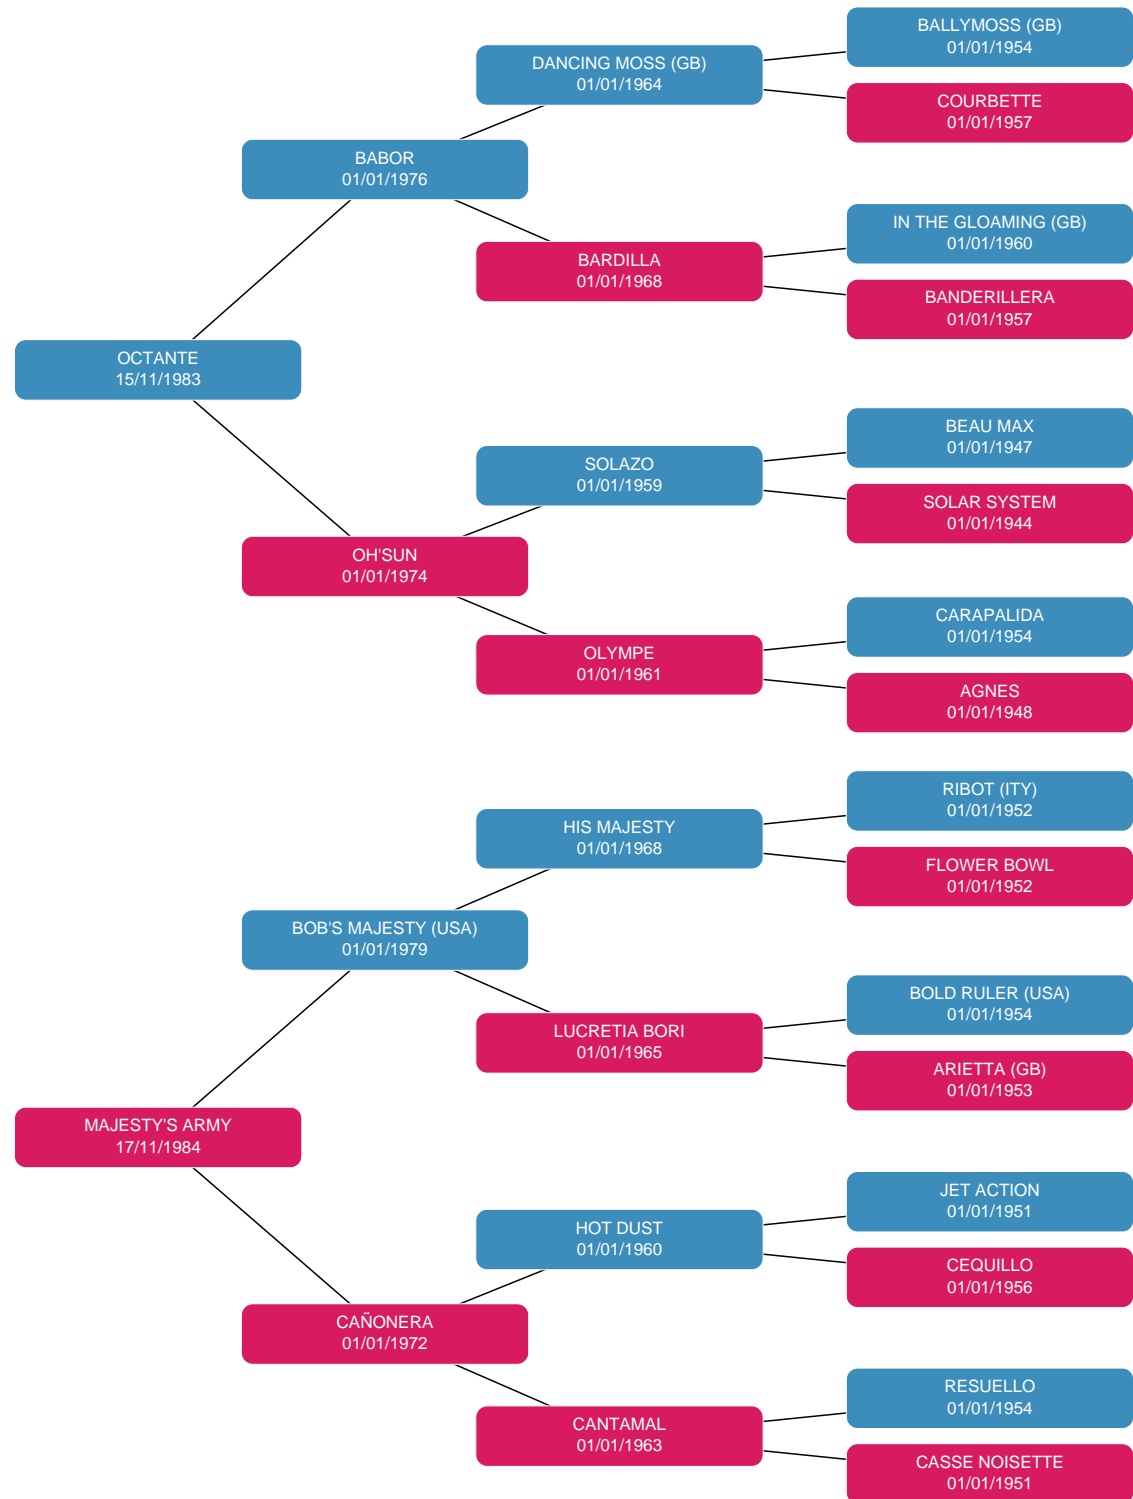 BALLYMOSS (GB)
01/01/1954
DANCING MOSS (GB)
01/01/1964
COURBETTE
01/01/1957
BABOR
01/01/1976
IN THE GLOAMING (GB)
01/01/1960
BARDILLA
01/01/1968
BANDERILLERA
01/01/1957
OCTANTE
15/11/1983
BEAU MAX
01/01/1947
SOLAZO
01/01/1959
SOLAR SYSTEM
01/01/1944
OH'SUN
01/01/1974
CARAPALIDA
01/01/1954
OLYMPE
01/01/1961
AGNES
01/01/1948
RIBOT (ITY)
01/01/1952
HIS MAJESTY
01/01/1968
FLOWER BOWL
01/01/1952
BOB'S MAJESTY (USA)
01/01/1979
BOLD RULER (USA)
01/01/1954
LUCRETIA BORI
01/01/1965
ARIETTA (GB)
01/01/1953
MAJESTY'S ARMY
17/11/1984
JET ACTION
01/01/1951
HOT DUST
01/01/1960
CEQUILLO
01/01/1956
CAÑONERA
01/01/1972
RESUELLO
01/01/1954
CANTAMAL
01/01/1963
CASSE NOISETTE
01/01/1951